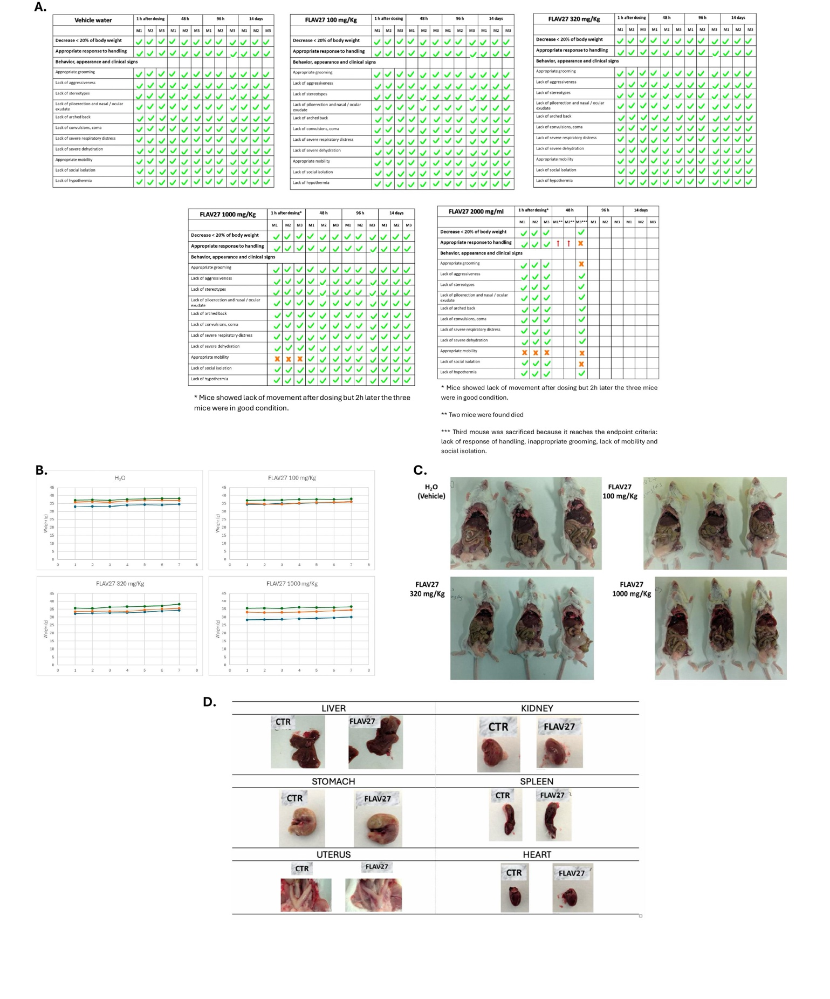 A.
Vehicle water 1 h after dosing 48 h 96 h 14 days
M1 M2 M3 M1 M2 M3 M1 M2 M3 M1 M2 M3
Decrease < 20% of body weight
Appropriate response to handling
Behavior, appearance and clinical signs
Appropriate grooming
Lack of aggressiveness
Lack of stereotypes
Lack of piloerection and nasal / ocular
exudate
Lack of arched back
Lack of convulsions, coma
Lack of severe respiratory distress
Lack of severe dehydration
Appropriate mobility
Lack of social isolation
Lack of hypothermia
FLAV27 100 mg/Kg 1 h after dosing 48 h 96 h 14 days
M1 M2 M3 M1 M2 M3 M1 M2 M3 M1 M2 M3
Decrease < 20% of body weight
Appropriate response to handling
Behavior, appearance and clinical signs
Appropriate grooming
Lack of aggressiveness
Lack of stereotypes
Lack of piloerection and nasal / ocular
exudate
Lack of arched back
Lack of convulsions, coma
Lack of severe respiratory distress
Lack of severe dehydration
Appropriate mobility
Lack of social isolation
Lack of hypothermia
FLAV27 320 mg/Kg 1 h after dosing 48 h 96 h 14 days
M1 M2 M3 M1 M2 M3 M1 M2 M3 M1 M2 M3
Decrease < 20% of body weight
Appropriate response to handling
Behavior, appearance and clinical signs
Appropriate grooming
Lack of aggressiveness
Lack of stereotypes
Lack of piloerection and nasal / ocular
exudate
Lack of arched back
Lack of convulsions, coma
Lack of severe respiratory distress
Lack of severe dehydration
Appropriate mobility
Lack of social isolation
Lack of hypothermia
FLAV27 1000 mg/Kg 1 h after dosing* 48 h 96 h 14 days
M1 M2 M3 M1 M2 M3 M1 M2 M3 M1 M2 M3
Decrease < 20% of body weight
Appropriate response to handling
Behavior, appearance and clinical signs
Appropriate grooming
Lack of aggressiveness
Lack of stereotypes
Lack of piloerection and nasal / ocular
exudate
Lack of arched back
Lack of convulsions, coma
Lack of severe respiratory distress
Lack of severe dehydration
Appropriate mobility X X X
Lack of social isolation
Lack of hypothermia
* Mice showed lack of movement after dosing but 2h later the three
mice were in good condition.
FLAV27 2000 mg/ml 1 h after dosing* 48 h 96 h 14 days
M1 M2 M3 M1** M2** M3*** M1 M2 M3 M1 M2 M3
Decrease < 20% of body weight
Appropriate response to handling † † X
Behavior, appearance and clinical signs
Appropriate grooming X
Lack of aggressiveness
Lack of stereotypes
Lack of piloerection and nasal / ocular
exudate
Lack of arched back
Lack of convulsions, coma
Lack of severe respiratory distress
Lack of severe dehydration
Appropriate mobility X X X X
Lack of social isolation X
Lack of hypothermia
* Mice showed lack of movement after dosing but 2h later the three mice
were in good condition.
** Two mice were found died
*** Third mouse was sacrificed because it reaches the endpoint criteria:
lack of response of handling, inappropriate grooming, lack of mobility and
social isolation.
B.
H₂O
Weight (g)
45
40
35
30
25
20
15
10
5
0
0 1 2 3 4 5 6 7 8
FLAV27 100 mg/Kg
Weight (g)
45
40
35
30
25
20
15
10
5
0
0 1 2 3 4 5 6 7 8
FLAV27 320 mg/Kg
Weight (g)
45
40
35
30
25
20
15
10
5
0
0 1 2 3 4 5 6 7 8
FLAV27 1000 mg/Kg
Weight (g)
45
40
35
30
25
20
15
10
5
0
0 1 2 3 4 5 6 7 8
C.
H₂O
(Vehicle)
FLAV27
100 mg/Kg
FLAV27
320 mg/Kg
FLAV27
1000 mg/Kg
D.
LIVER KIDNEY
CTR FLAV27 CTR FLAV27
STOMACH SPLEEN
CTR FLAV27 CTR FLAV27
UTERUS HEART
CTR FLAV27 CTR FLAV27